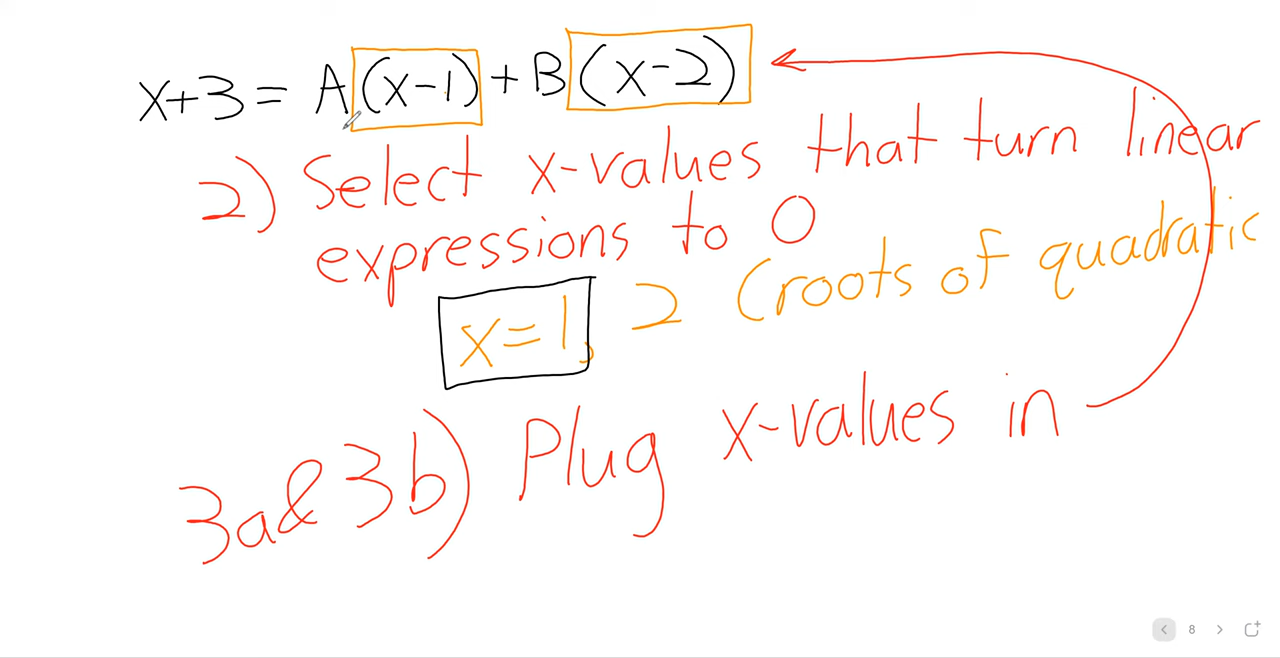 x+3 = A(x-1) + B(x-2)
2) Select x-values that turn linear
expressions to 0
x=1, 2 (roots of quadratic
3a& 3b) Plug x-values in
8